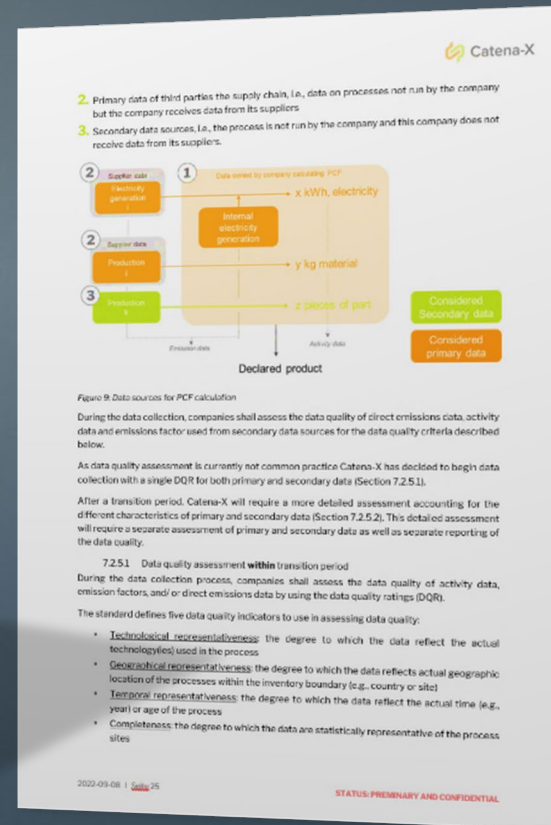 Catena-X
2. Primary data of third parties the supply chain, i.e., data on processes not run by the company
but the company receives data from its suppliers
3. Secondary data sources, i.e., the process is not run by the company and this company does not
receive data from its suppliers.
2 Supplier data
Electricity
generation
i
1 Data owned by company calculating PCF
x kWh, electricity
Internal
electricity
generation
2 Supplier data
Production
j
y kg material
3
Production
k
z pieces of part
Considered
Secondary data
Considered
primary data
Emission data
Activity data
Declared product
Figure 9: Data sources for PCF calculation
During the data collection, companies shall assess the data quality of direct emissions data, activity
data and emissions factor used from secondary data sources for the data quality criteria described
below.
As data quality assessment is currently not common practice Catena-X has decided to begin data
collection with a single DQR for both primary and secondary data (Section 7.2.5.1).
After a transition period. Catena-X will require a more detailed assessment accounting for the
different characteristics of primary and secondary data (Section 7.2.5.2). This detailed assessment
will require a separate assessment of primary and secondary data as well as separate reporting of
the data quality.
7.2.5.1 Data quality assessment within transition period
During the data collection process, companies shall assess the data quality of activity data,
emission factors, and/ or direct emissions data by using the data quality ratings (DQR).
The standard defines five data quality indicators to use in assessing data quality:
• Technological representativeness: the degree to which the data reflect the actual
technology(ies) used in the process
• Geographical representativeness: the degree to which the data reflects actual geographic
location of the processes within the inventory boundary (e.g., country or site)
• Temporal representativeness: the degree to which the data reflect the actual time (e.g.,
year) or age of the process
• Completeness: the degree to which the data are statistically representative of the process
sites
2022-09-08 | Seite 25
STATUS: PREMINARY AND CONFIDENTIAL